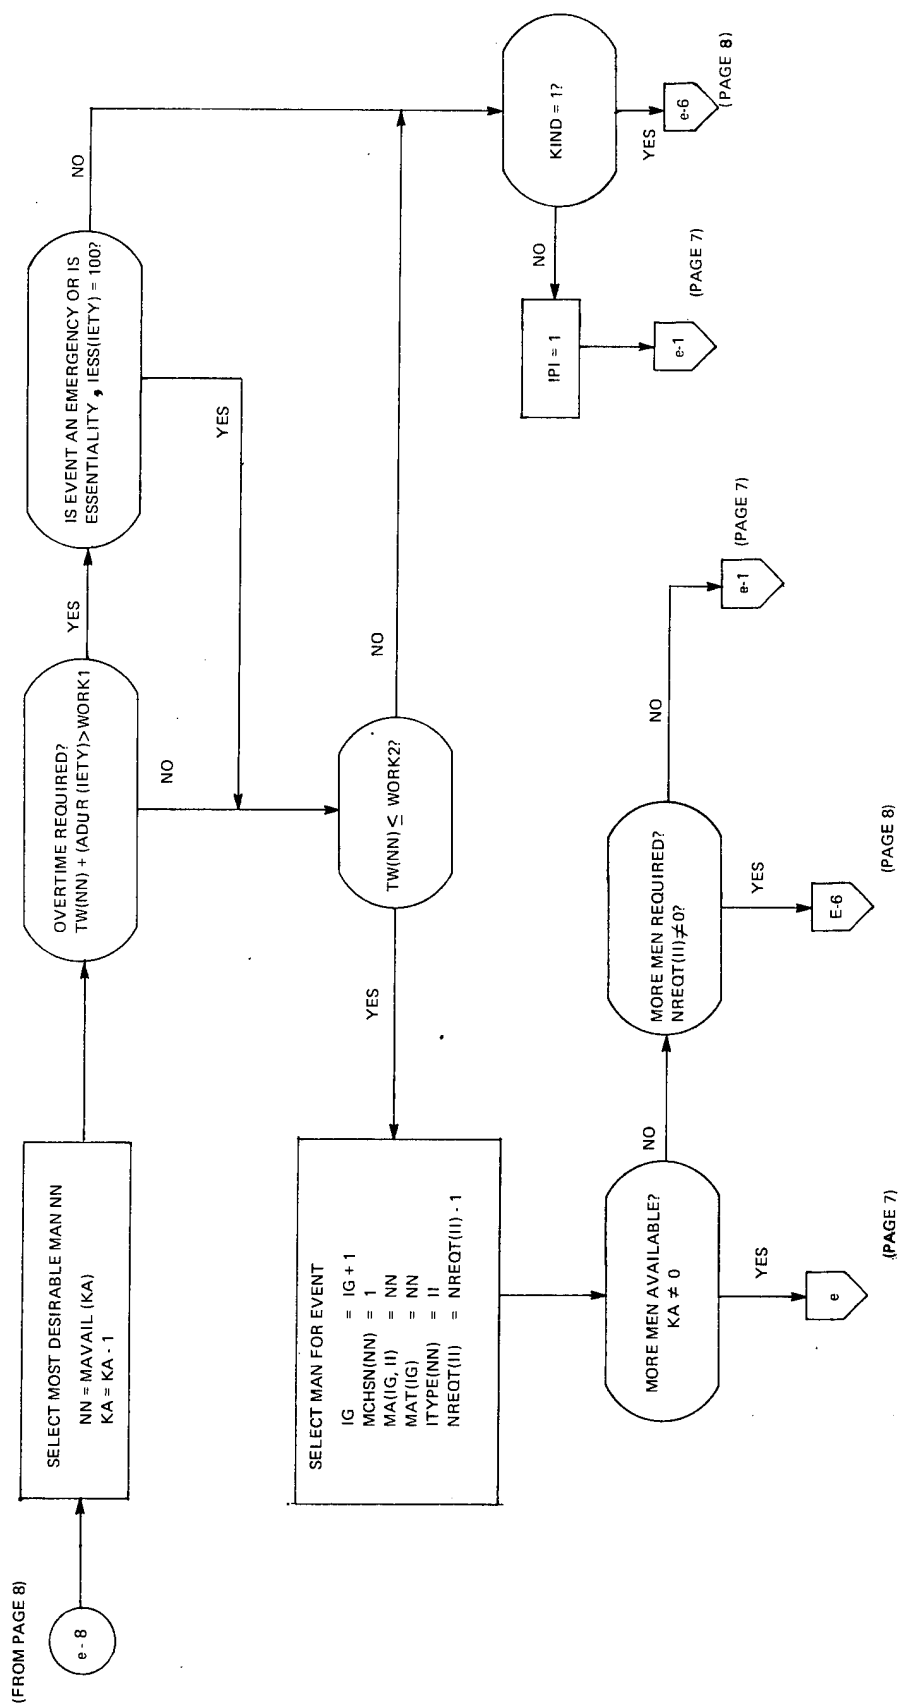 (FROM PAGE 8)
e - 8
SELECT MOST DESIRABLE MAN NN
NN = MAVAIL (KA)
KA = KA - 1
OVERTIME REQUIRED?
TW(NN) + (ADUR (IETY)>WORK1
YES
NO
IS EVENT AN EMERGENCY OR IS
ESSENTIALITY , IESS(IETY) = 100?
NO
YES
SELECT MAN FOR EVENT
IG = IG + 1
MCHSN(NN) = 1
MA(IG, II) = NN
MAT(IG) = NN
ITYPE(NN) = II
NREQT(II) = NREQT(II) - 1
YES
TW(NN) ≤ WORK2?
NO
KIND = 1?
NO
YES
IPI = 1
e-6
(PAGE 8)
e-1
(PAGE 7)
MORE MEN AVAILABLE?
KA ≠ 0
NO
YES
e
(PAGE 7)
MORE MEN REQUIRED?
NREQT(II)≠0?
NO
YES
E-6
(PAGE 8)
e-1
(PAGE 7)